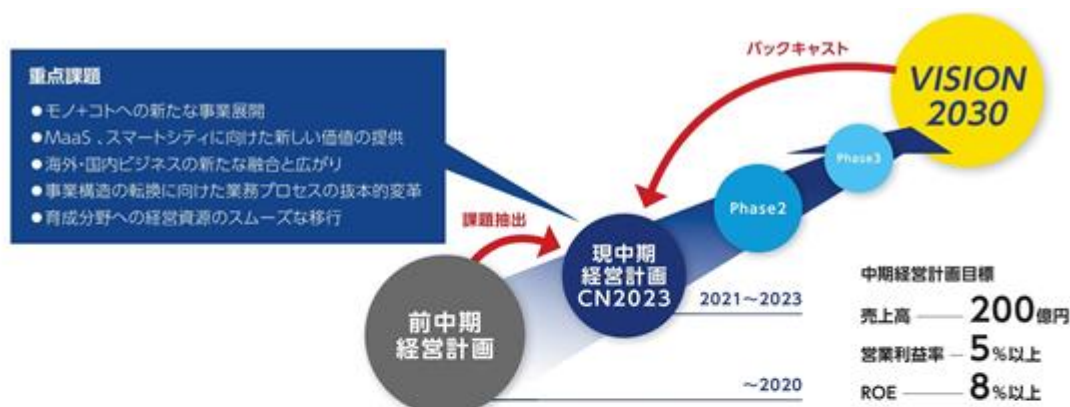 重点課題
●モノ+コトへの新たな事業展開
●MaaS、スマートシティに向けた新しい価値の提供
●海外・国内ビジネスの新たな融合と広がり
●事業構造の転換に向けた業務プロセスの抜本的変革
●育成分野への経営資源のスムーズな移行
バックキャスト
VISION
2030
Phase3
Phase2
課題抽出
現中期
経営計画
CN2023
2021〜2023
前中期
経営計画
〜2020
中期経営計画目標
売上高 200億円
営業利益率 5%以上
ROE 8%以上